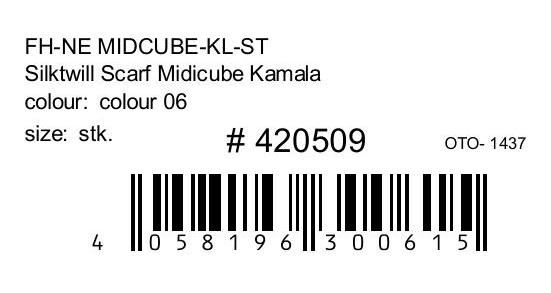 FH-NE MIDCUBE-KL-ST
Silktwill Scarf Midicube Kamala
colour: colour 06
size: stk.
# 420509
OTO- 1437
4 058196 300615